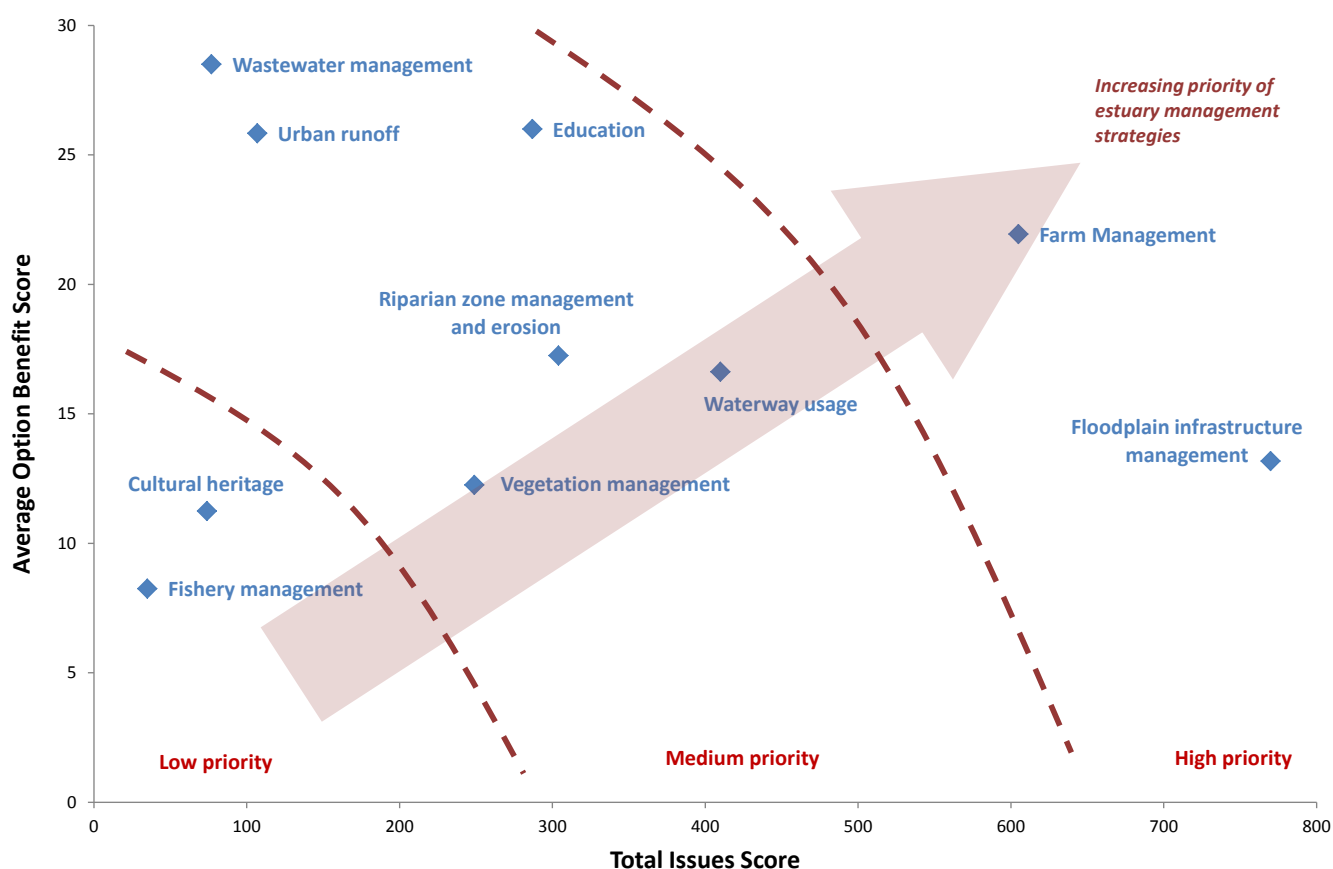 30
Wastewater management
Increasing priority of
estuary management
strategies
Urban runoff
Education
25
Farm Management
20
Riparian zone management
and erosion
15
Waterway usage
Floodplain infrastructure
management
Cultural heritage
Vegetation management
10
Fishery management
5
Low priority
Medium priority
High priority
0
0
100
200
300
400
500
600
700
800
Total Issues Score
Average Option Benefit Score